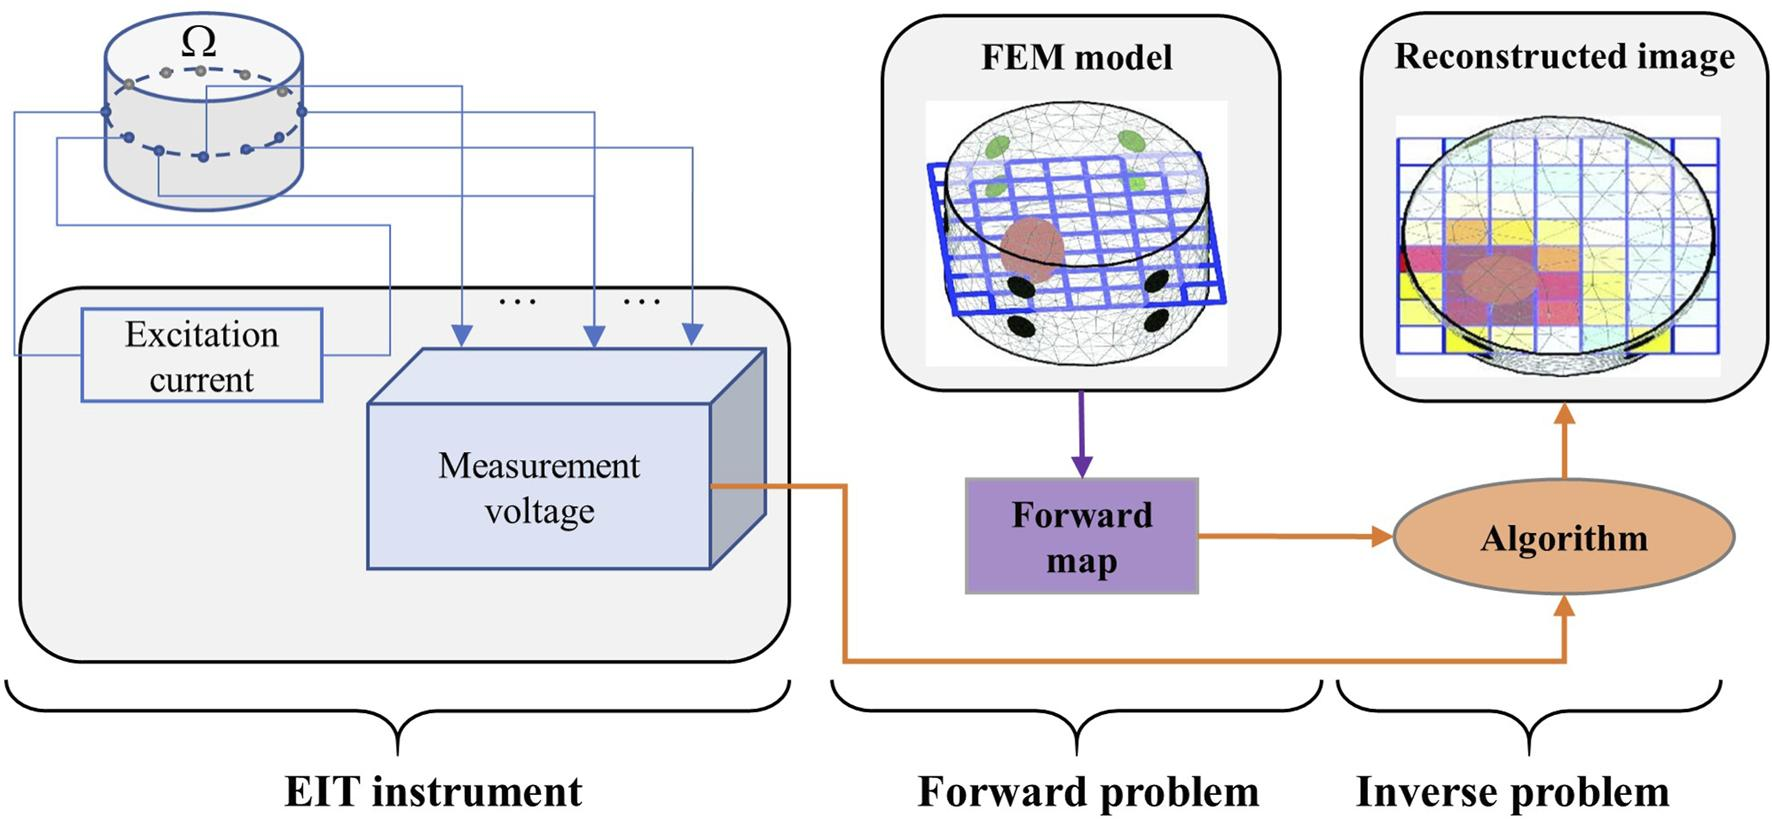 Ω
Excitation
current
... ...
Measurement
voltage
FEM model
Forward
map
Reconstructed image
Algorithm
EIT instrument
Forward problem
Inverse problem